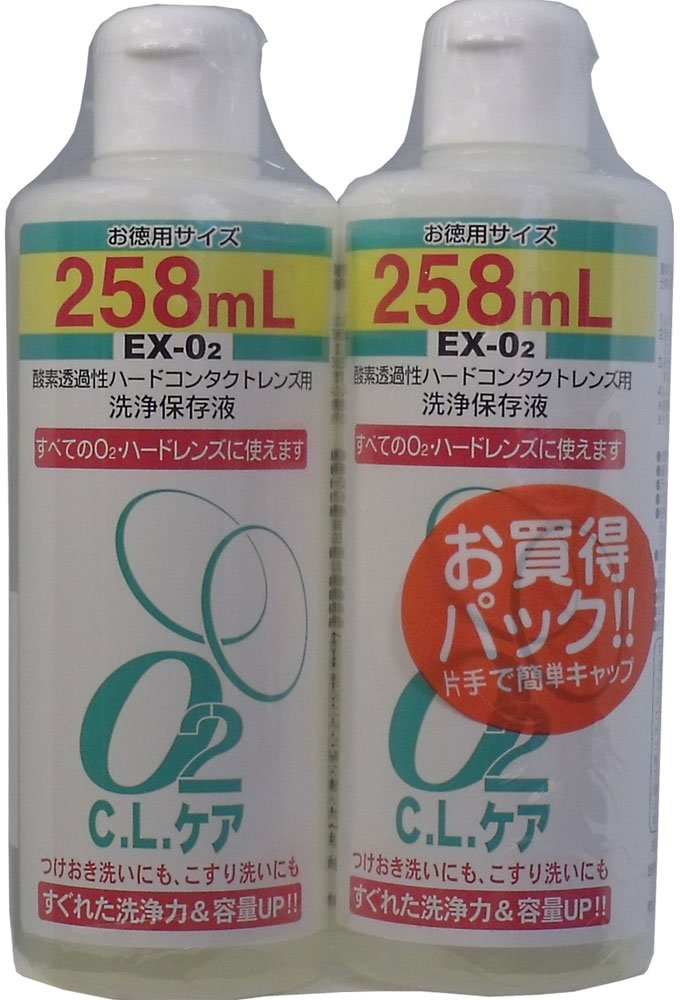 お徳用サイズ
258mL
EX-O2
酸素透過性ハードコンタクトレンズ用
洗浄保存液
すべてのO2・ハードレンズに使えます
O2
C.L.ケア
つけおき洗いにも、こすり洗いにも
すぐれた洗浄力&容量UP!!
お徳用サイズ
258mL
EX-O2
酸素透過性ハードコンタクトレンズ用
洗浄保存液
すべてのO2・ハードレンズに使えます
お買得
パック!!
片手で簡単キャップ
O2
C.L.ケア
つけおき洗いにも、こすり洗いにも
すぐれた洗浄力&容量UP!!